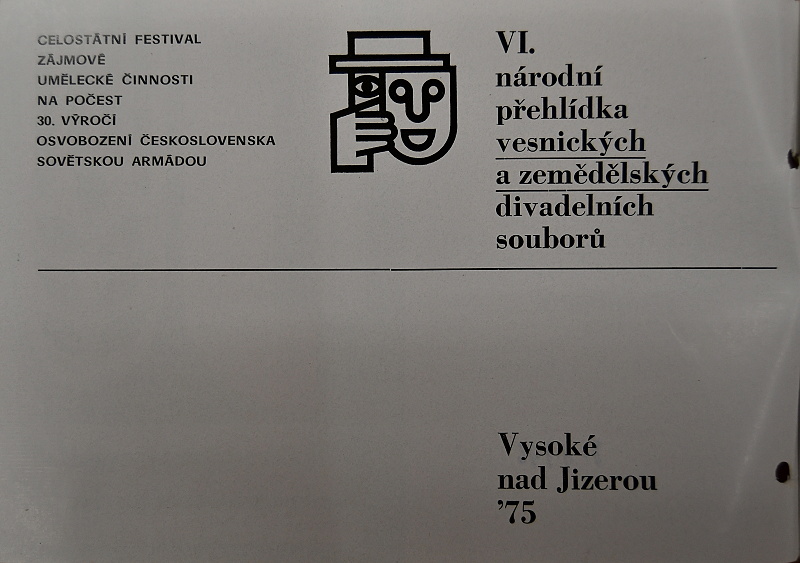 CELOSTÁTNÍ FESTIVAL
ZÁJMOVÉ
UMĚLECKÉ ČINNOSTI
NA POČEST
30. VÝROČÍ
OSVOBOZENÍ ČESKOSLOVENSKA
SOVĚTSKOU ARMÁDOU
VI.
národní
přehlídka
vesnických
a zemědělských
divadelních
souborů
Vysoké
nad Jizerou
’75